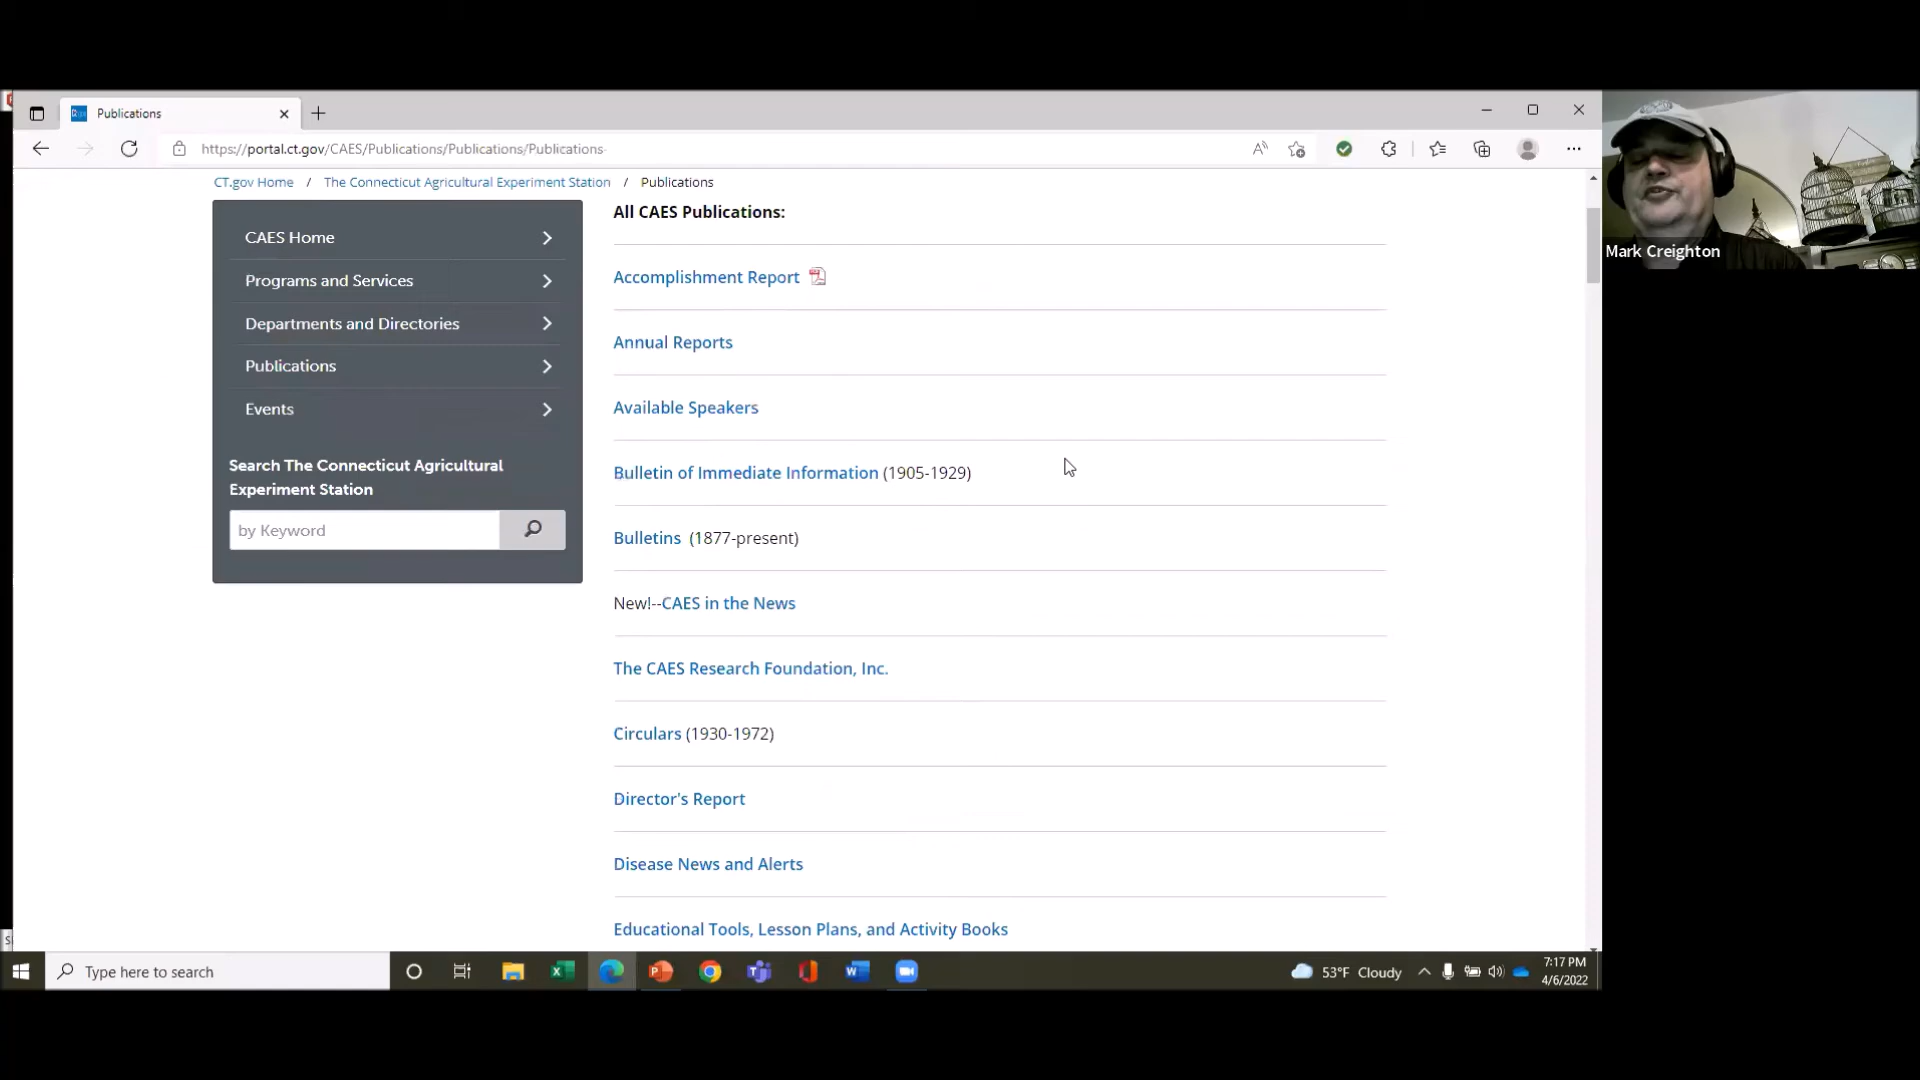 Publications
https://portal.ct.gov/CAES/Publications/Publications/Publications
CT.gov Home / The Connecticut Agricultural Experiment Station / Publications
CAES Home
Programs and Services
Departments and Directories
Publications
Events
Search The Connecticut Agricultural
Experiment Station
by Keyword
All CAES Publications:
Accomplishment Report
Annual Reports
Available Speakers
Bulletin of Immediate Information (1905-1929)
Bulletins (1877-present)
New!--CAES in the News
The CAES Research Foundation, Inc.
Circulars (1930-1972)
Director's Report
Disease News and Alerts
Educational Tools, Lesson Plans, and Activity Books
Mark Creighton
Type here to search
53°F Cloudy
7:17 PM
4/6/2022